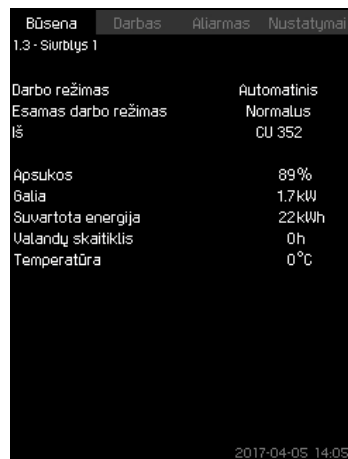 Būsena Darbas Aliarmas Nustatymai
1.3 - Siurblys 1
Darbo režimas Automatinis
Esamas darbo režimas Normalus
Iš CU 352
Apsukos 89%
Galia 1.7kW
Suvartota energija 22kWh
Valandų skaitiklis 0h
Temperatūra 0°C
2017-04-05 14:05